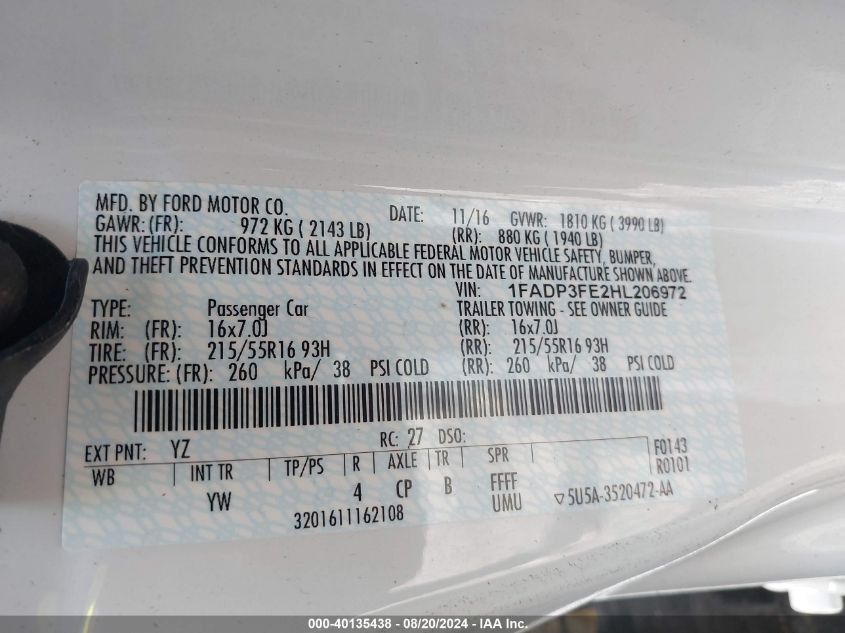 MFD. BY FORD MOTOR CO. DATE: 11/16 GVWR: 1810 KG ( 3990 LB)
GAWR: (FR): 972 KG ( 2143 LB) (RR): 880 KG ( 1940 LB)
THIS VEHICLE CONFORMS TO ALL APPLICABLE FEDERAL MOTOR VEHICLE SAFETY, BUMPER,
AND THEFT PREVENTION STANDARDS IN EFFECT ON THE DATE OF MANUFACTURE SHOWN ABOVE.
VIN: 1FADP3FE2HL206972
TYPE: Passenger Car TRAILER TOWING - SEE OWNER GUIDE
RIM: (FR): 16x7.0J (RR): 16x7.0J
TIRE: (FR): 215/55R16 93H (RR): 215/55R16 93H
PRESSURE: (FR): 260 kPa/ 38 PSI COLD (RR): 260 kPa/ 38 PSI COLD
EXT PNT: YZ RC: 27 DSO: F0143
WB INT TR TP/PS R AXLE TR SPR R0101
YW 4 CP B FFFF
UMU ▽5U5A-3520472-AA
3201611162108
000-40135438 - 08/20/2024 - IAA Inc.